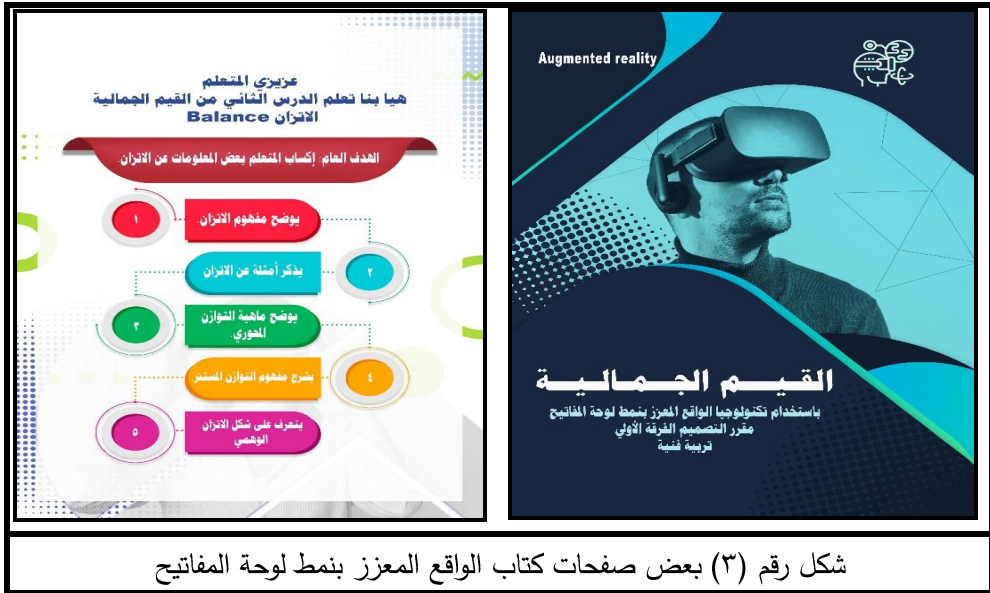 Augmented reality
القيم الجمالية
باستخدام تكنولوجيا الواقع المعزز بنمط لوحة المفاتيح
مقرر التصميم الفرقة الأولي
تربية فنية
عزيزي المتعلم
هيا بنا تعلم الدرس الثاني من القيم الجمالية
الاتزان Balance
الهدف العام: إكساب المتعلم بعض المعلومات عن الاتزان.
١
يوضح مفهوم الاتزان.
٢
يذكر أمثلة عن الاتزان
٣
يوضح ماهية التوازن
المحوري.
٤
يشرح مفهوم التوازن المستتر
٥
يتعرف على شكل الاتزان
الوهمي
شكل رقم (٣) بعض صفحات كتاب الواقع المعزز بنمط لوحة المفاتيح